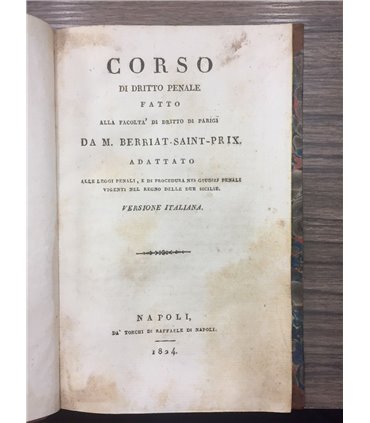 CORSO
DI DRITTO PENALE
FATTO
ALLA FACOLTA' DI DRITTO DI PARIGI
DA M. BERRIAT-SAINT-PRIX,
ADATTATO
ALLE LEGGI PENALI, E DI PROCEDURA NEI GIUDIZJ PENALI
VIGENTI NEL REGNO DELLE DUE SICILIE.
VERSIONE ITALIANA.
NAPOLI,
DA' TORCHI DI RAFFAELE DI NAPOLI.
1824.